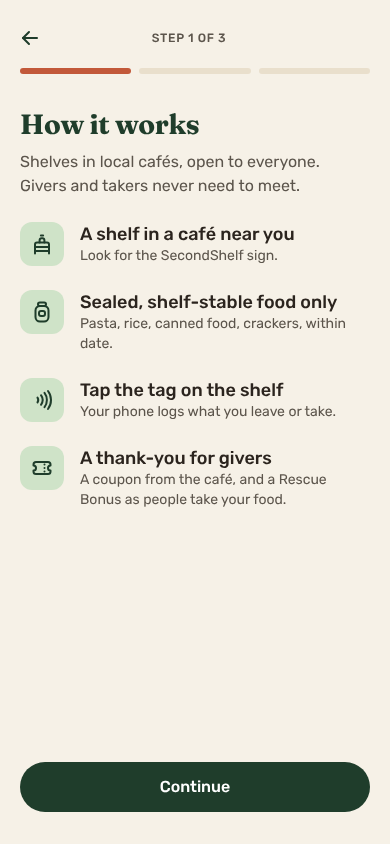 STEP 1 OF 3
How it works
Shelves in local cafés, open to everyone.
Givers and takers never need to meet.
A shelf in a café near you
Look for the SecondShelf sign.
Sealed, shelf-stable food only
Pasta, rice, canned food, crackers, within
date.
Tap the tag on the shelf
Your phone logs what you leave or take.
A thank-you for givers
A coupon from the café, and a Rescue
Bonus as people take your food.
Continue